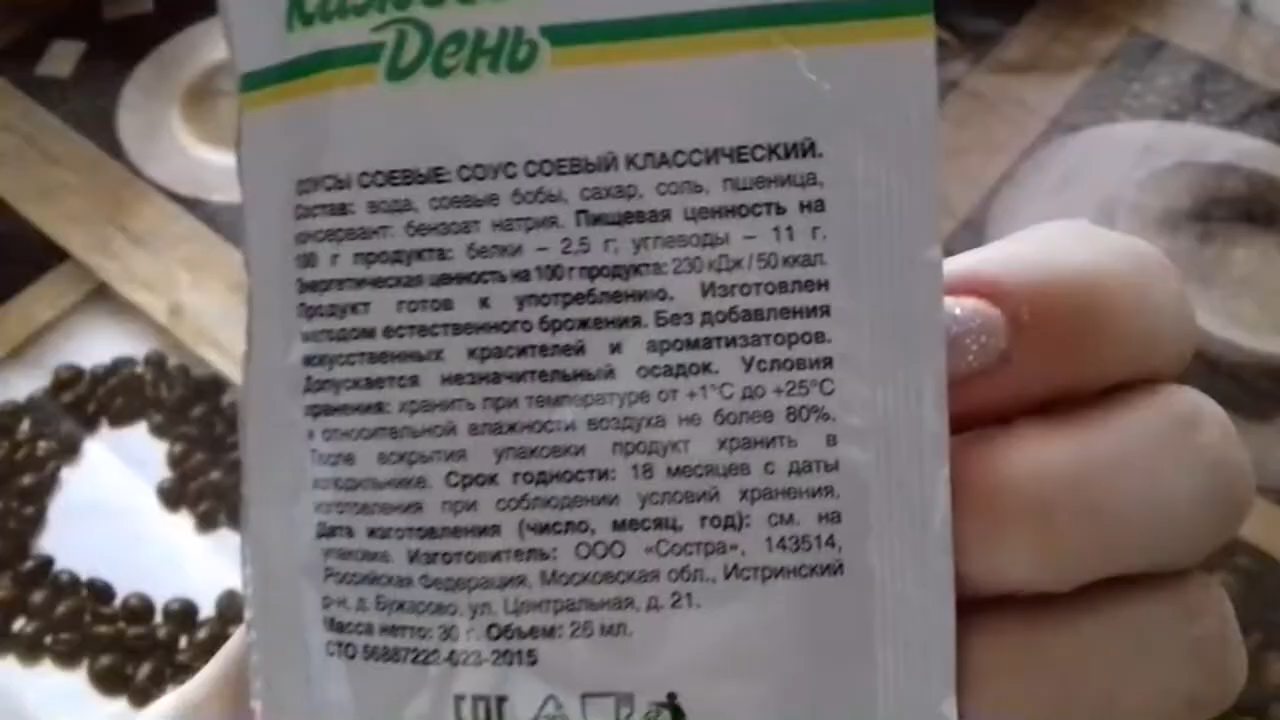 День
СОУСЫ СОЕВЫЕ: СОУС СОЕВЫЙ КЛАССИЧЕСКИЙ.
Состав: вода, соевые бобы, сахар, соль, пшеница,
консервант: бензоат натрия. Пищевая ценность на
100 г продукта: белки – 2,5 г; углеводы – 11 г.
Энергетическая ценность на 100 г продукта: 230 кДж / 50 ккал.
Продукт готов к употреблению. Изготовлен
методом естественного брожения. Без добавления
искусственных красителей и ароматизаторов.
Допускается незначительный осадок. Условия
хранения: хранить при температуре от +1°С до +25°С
и относительной влажности воздуха не более 80%.
После вскрытия упаковки продукт хранить в
холодильнике. Срок годности: 18 месяцев с даты
изготовления при соблюдении условий хранения.
Дата изготовления (число, месяц, год): см. на
упаковке. Изготовитель: ООО «Состра», 143514,
Российская Федерация, Московская обл., Истринский
р-н, д. Бужарово, ул. Центральная, д. 21.
Масса нетто: 30 г. Объем: 26 мл.
СТО 56887222-023-2015